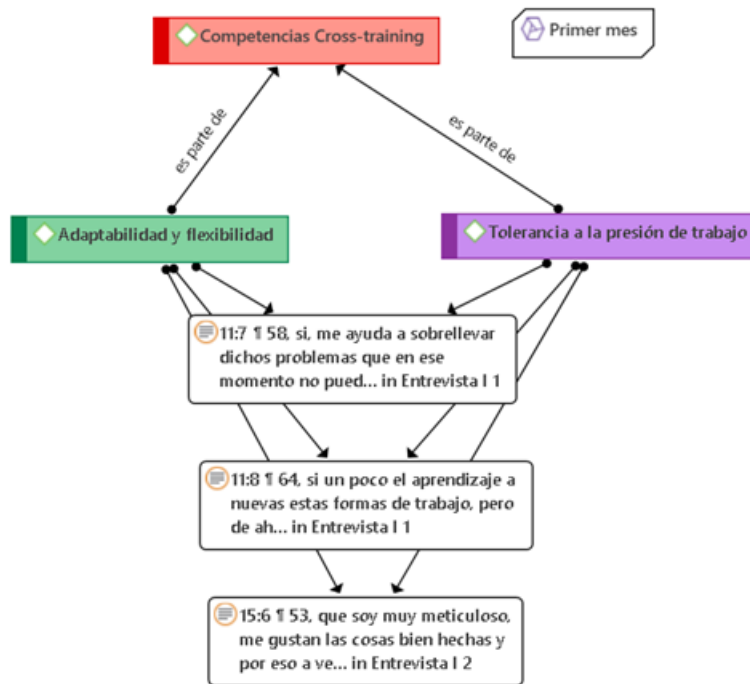 Competencias Cross-training
Primer mes
es parte de
es parte de
Adaptabilidad y flexibilidad
Tolerancia a la presión de trabajo
11:7 ¶ 58, si, me ayuda a sobrellevar
dichos problemas que en ese
momento no pued... in Entrevista I 1
11:8 ¶ 64, si un poco el aprendizaje a
nuevas estas formas de trabajo, pero
de ah... in Entrevista I 1
15:6 ¶ 53, que soy muy meticuloso,
me gustan las cosas bien hechas y
por eso a ve... in Entrevista I 2